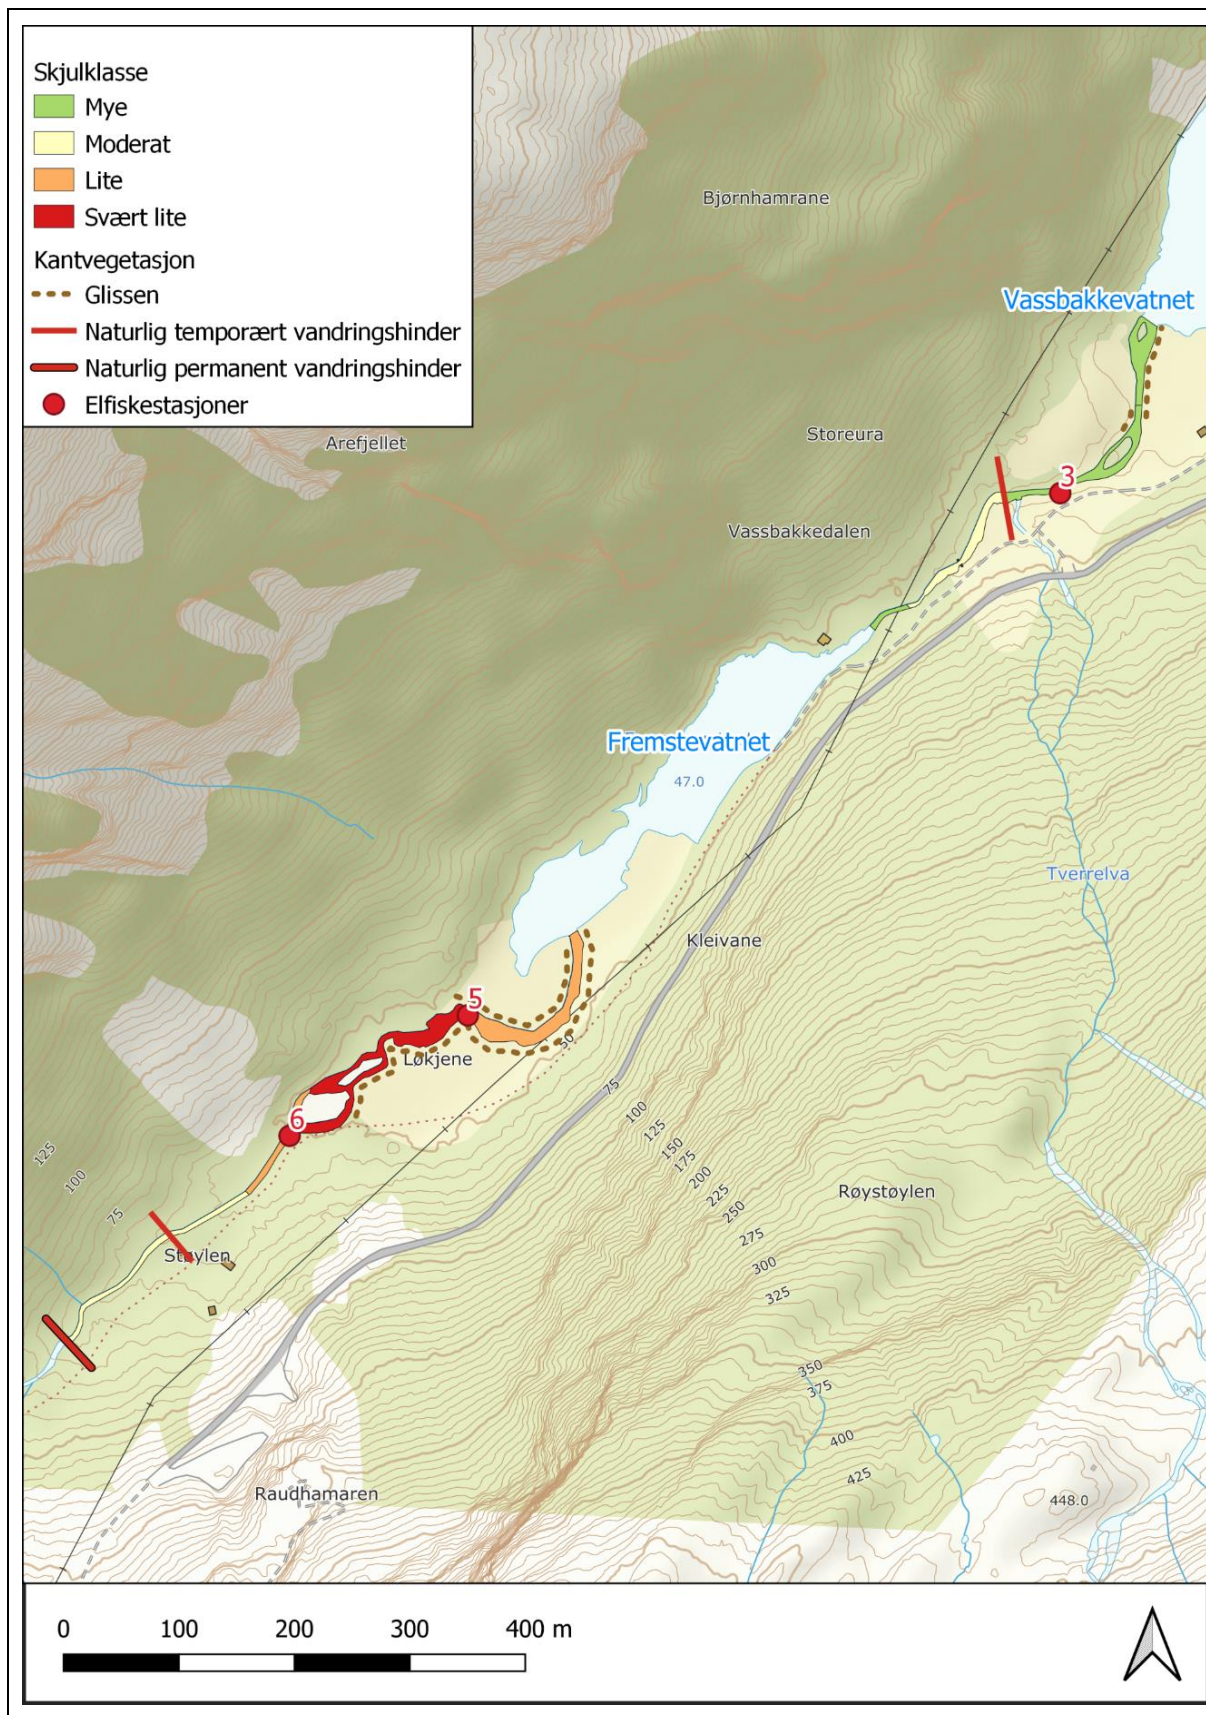 Skjulklasse
Mye
Moderat
Lite
Svært lite
Kantvegetasjon
Glissen
Naturlig temporært vandringshinder
Naturlig permanent vandringshinder
Elfiskestasjoner
Bjørnhamrane
Vassbakkevatnet
Arefjellet
Storeura
3
Vassbakkedalen
Fremstevatnet
47.0
Tverrelva
Kleivane
5
50
Løkjene
75
6
100
125
150
175
200
225
250
275
300
325
350
375
400
425
125
100
75
Røystøylen
Støylen
Raudhamaren
448.0
0 100 200 300 400 m